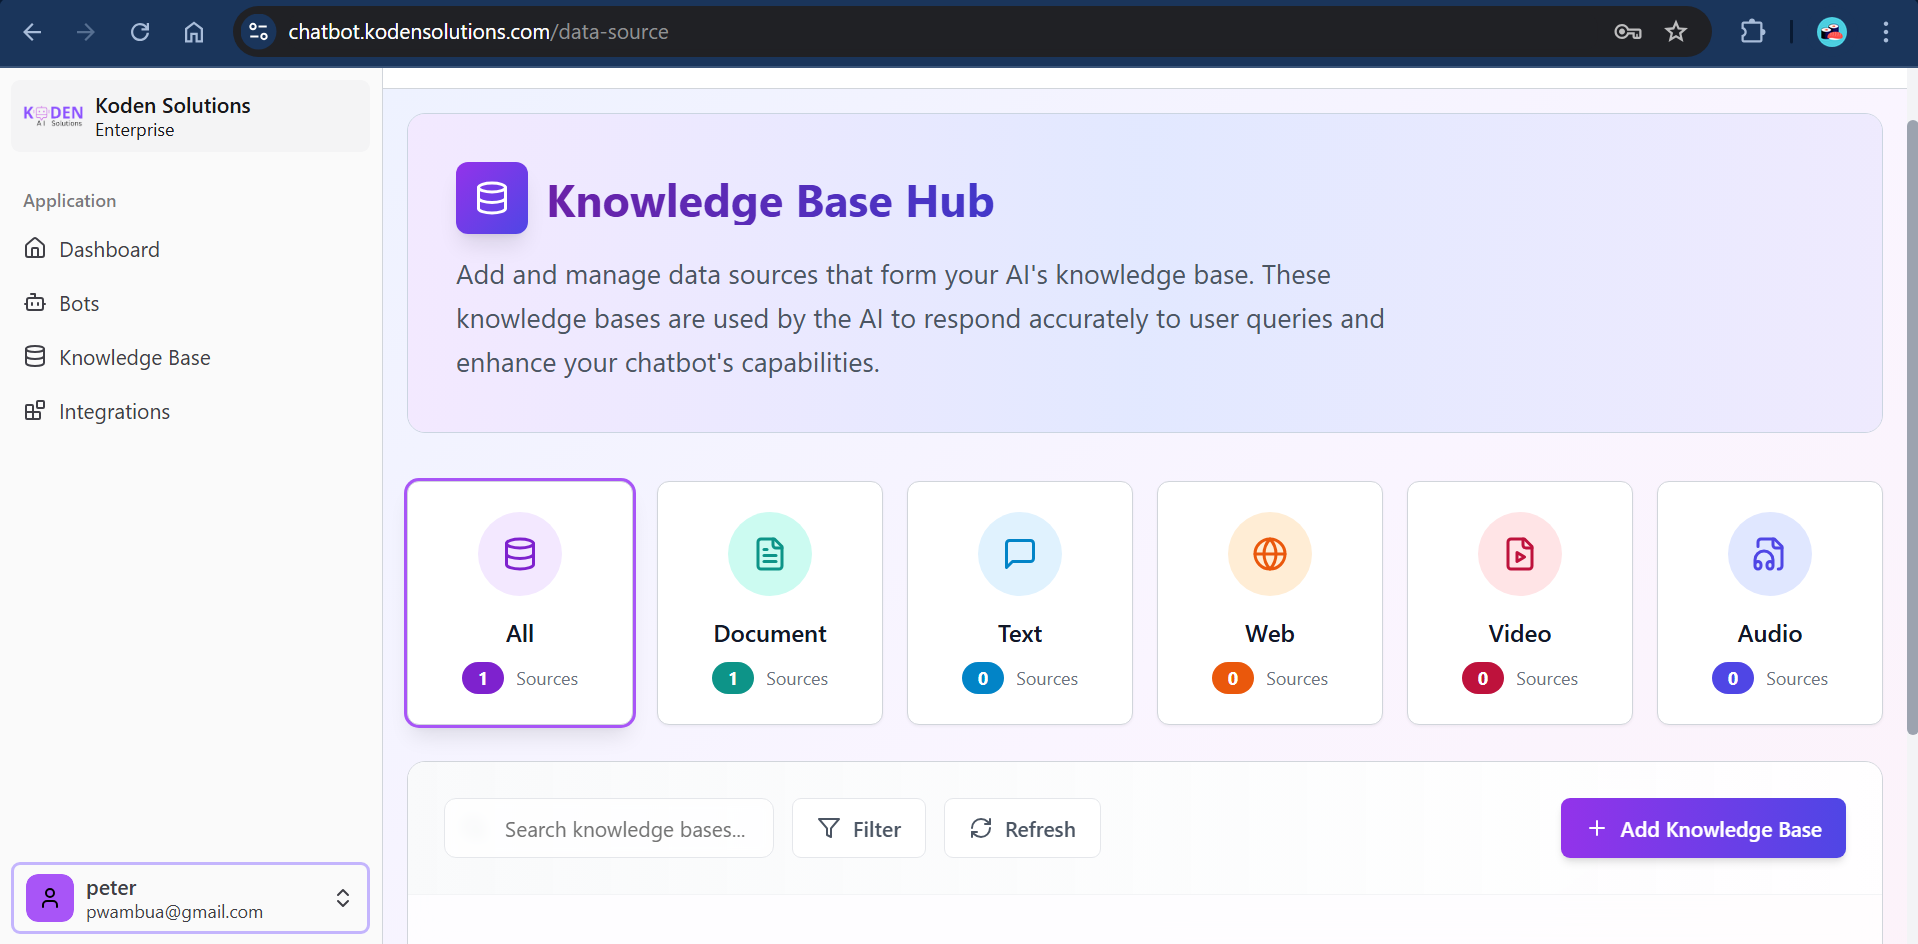 chatbot.kodensolutions.com/data-source
KODEN
AI Solutions
Koden Solutions
Enterprise
Application
Dashboard
Bots
Knowledge Base
Integrations
peter
pwambua@gmail.com
Knowledge Base Hub
Add and manage data sources that form your AI's knowledge base. These
knowledge bases are used by the AI to respond accurately to user queries and
enhance your chatbot's capabilities.
All
1 Sources
Document
1 Sources
Text
0 Sources
Web
0 Sources
Video
0 Sources
Audio
0 Sources
Search knowledge bases...
Filter
Refresh
+ Add Knowledge Base